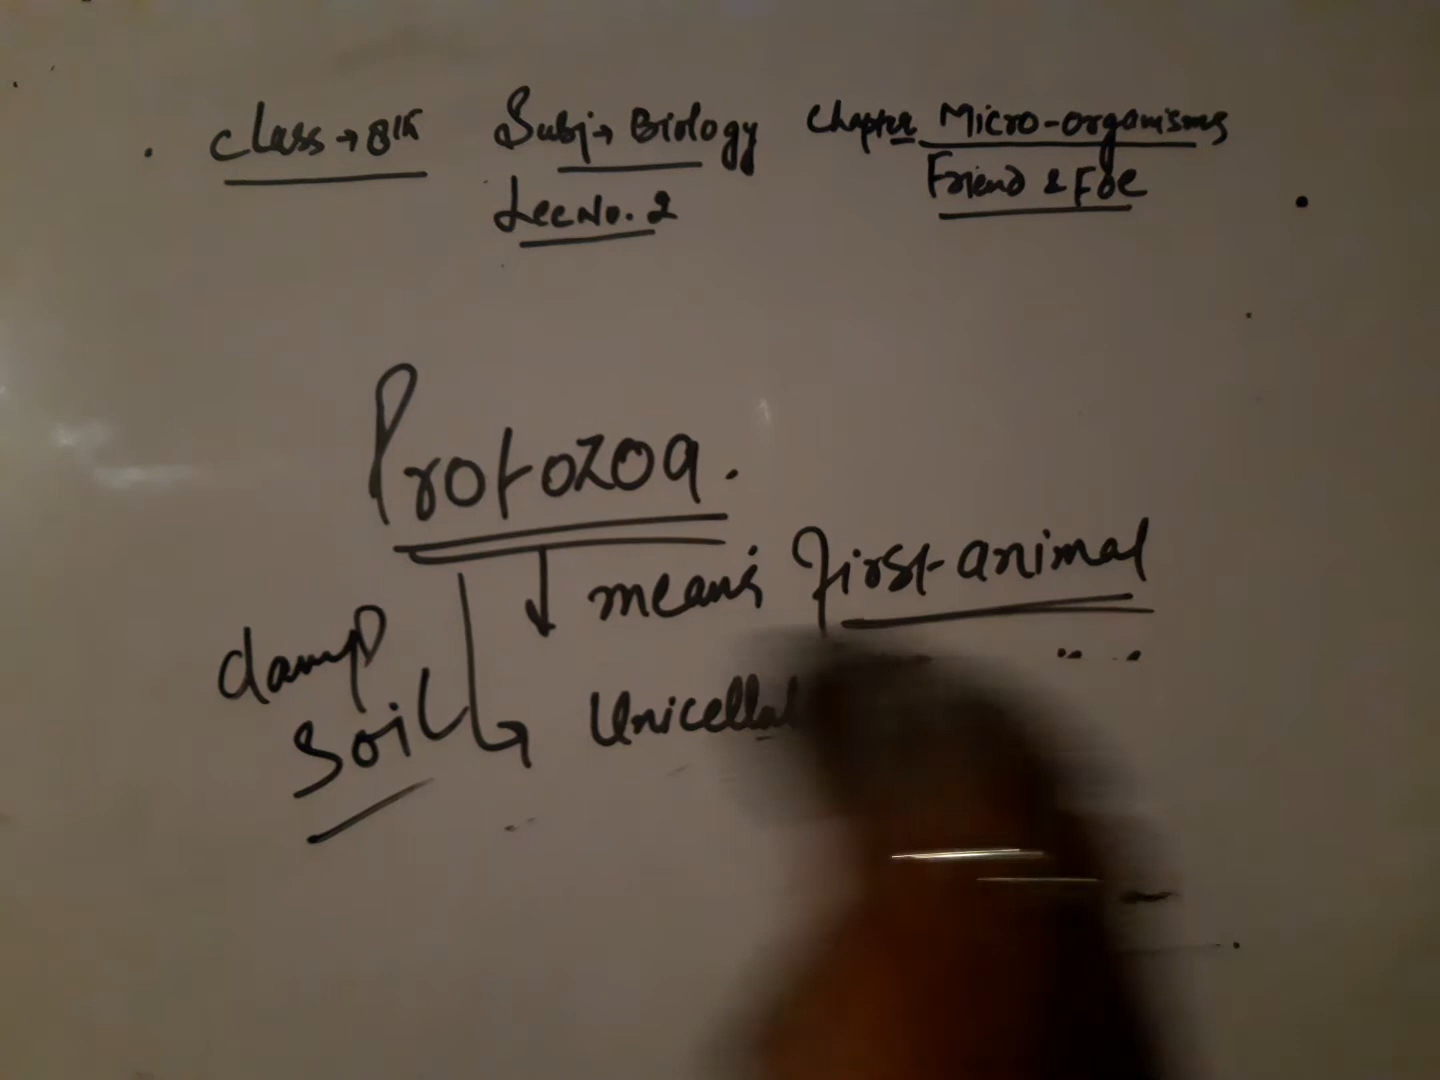 Class → 8th Subj → Biology Chapter Micro-organisms
Lec No. 2 Friend & Foe
Protozoa.
means first animal
damp
soil Unicellul